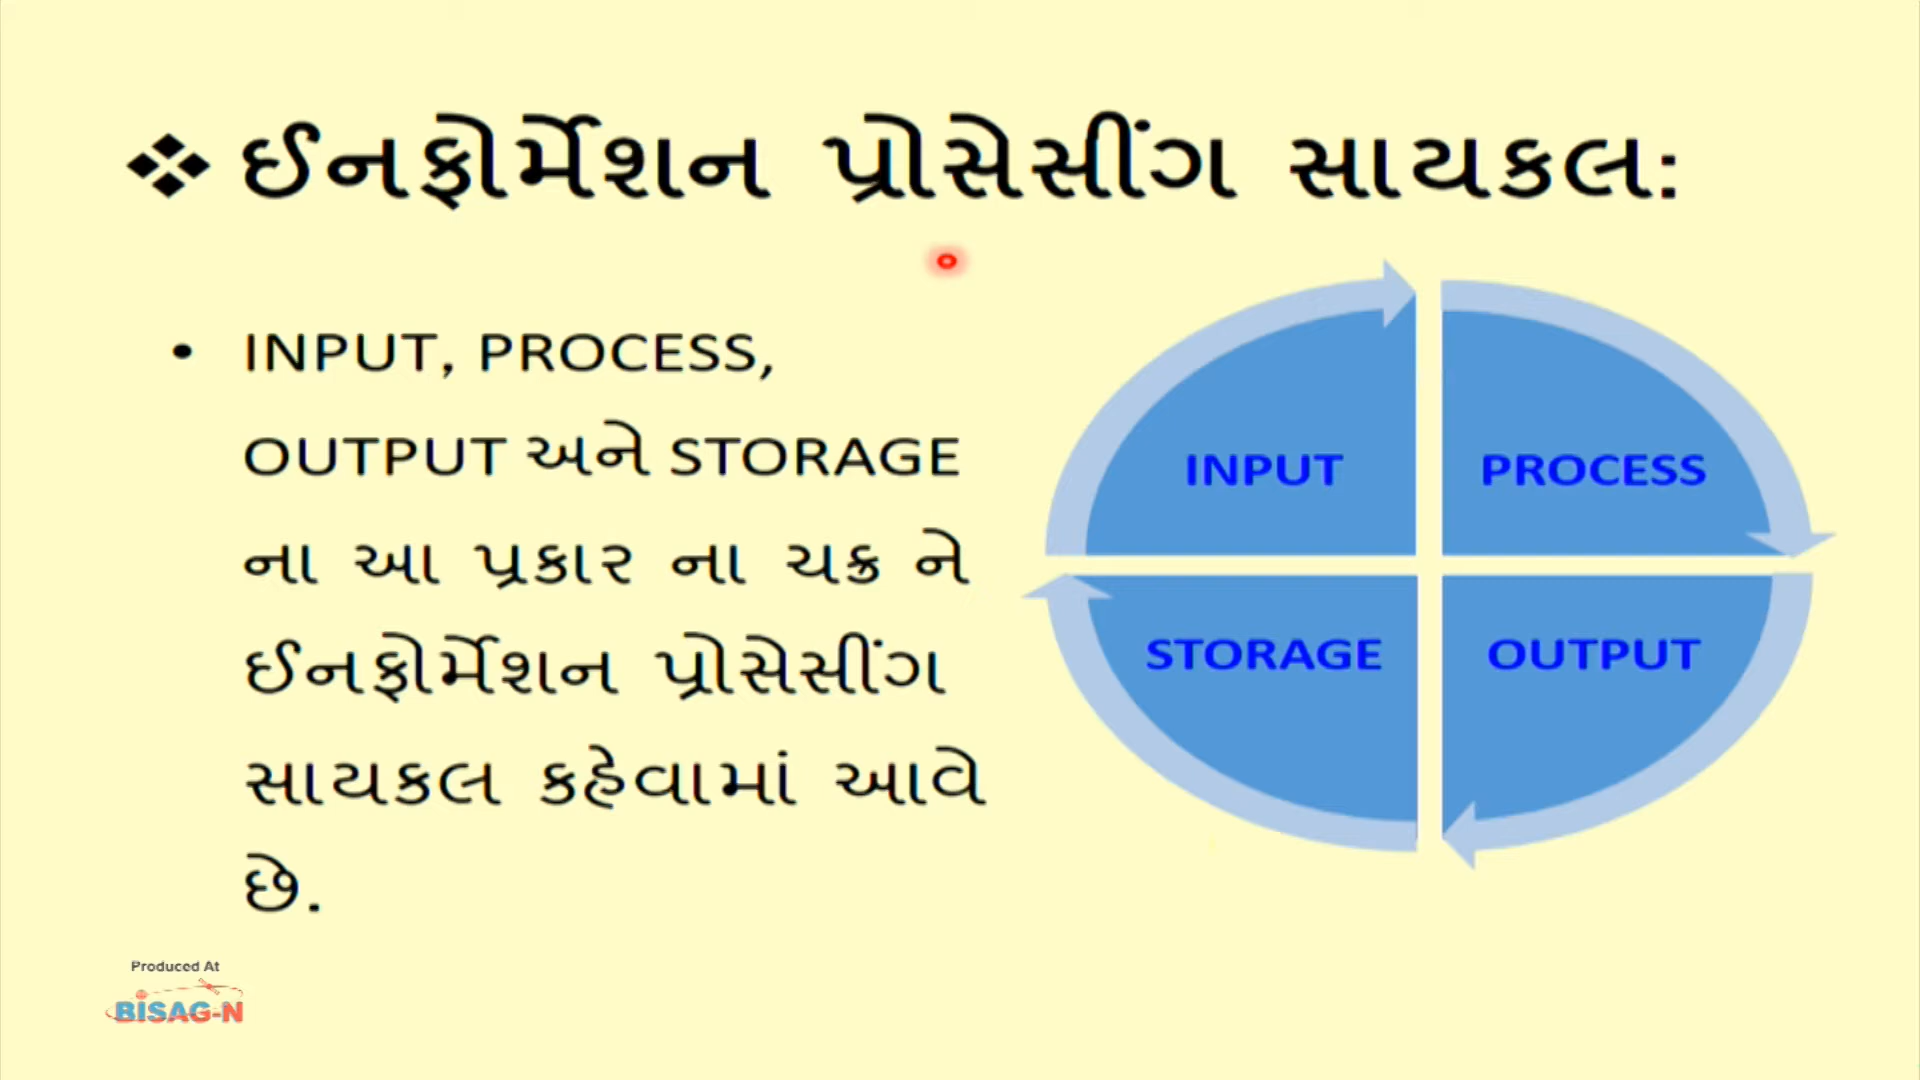 ❖ ઈનફોર્મેશન પ્રોસેસીંગ સાયકલ:
• INPUT, PROCESS,
OUTPUT અને STORAGE
ના આ પ્રકાર ના ચક્ર ને
ઈનફોર્મેશન પ્રોસેસીંગ
સાયકલ કહેવામાં આવે
છે.
INPUT
PROCESS
STORAGE
OUTPUT
Produced At
BISAG-N